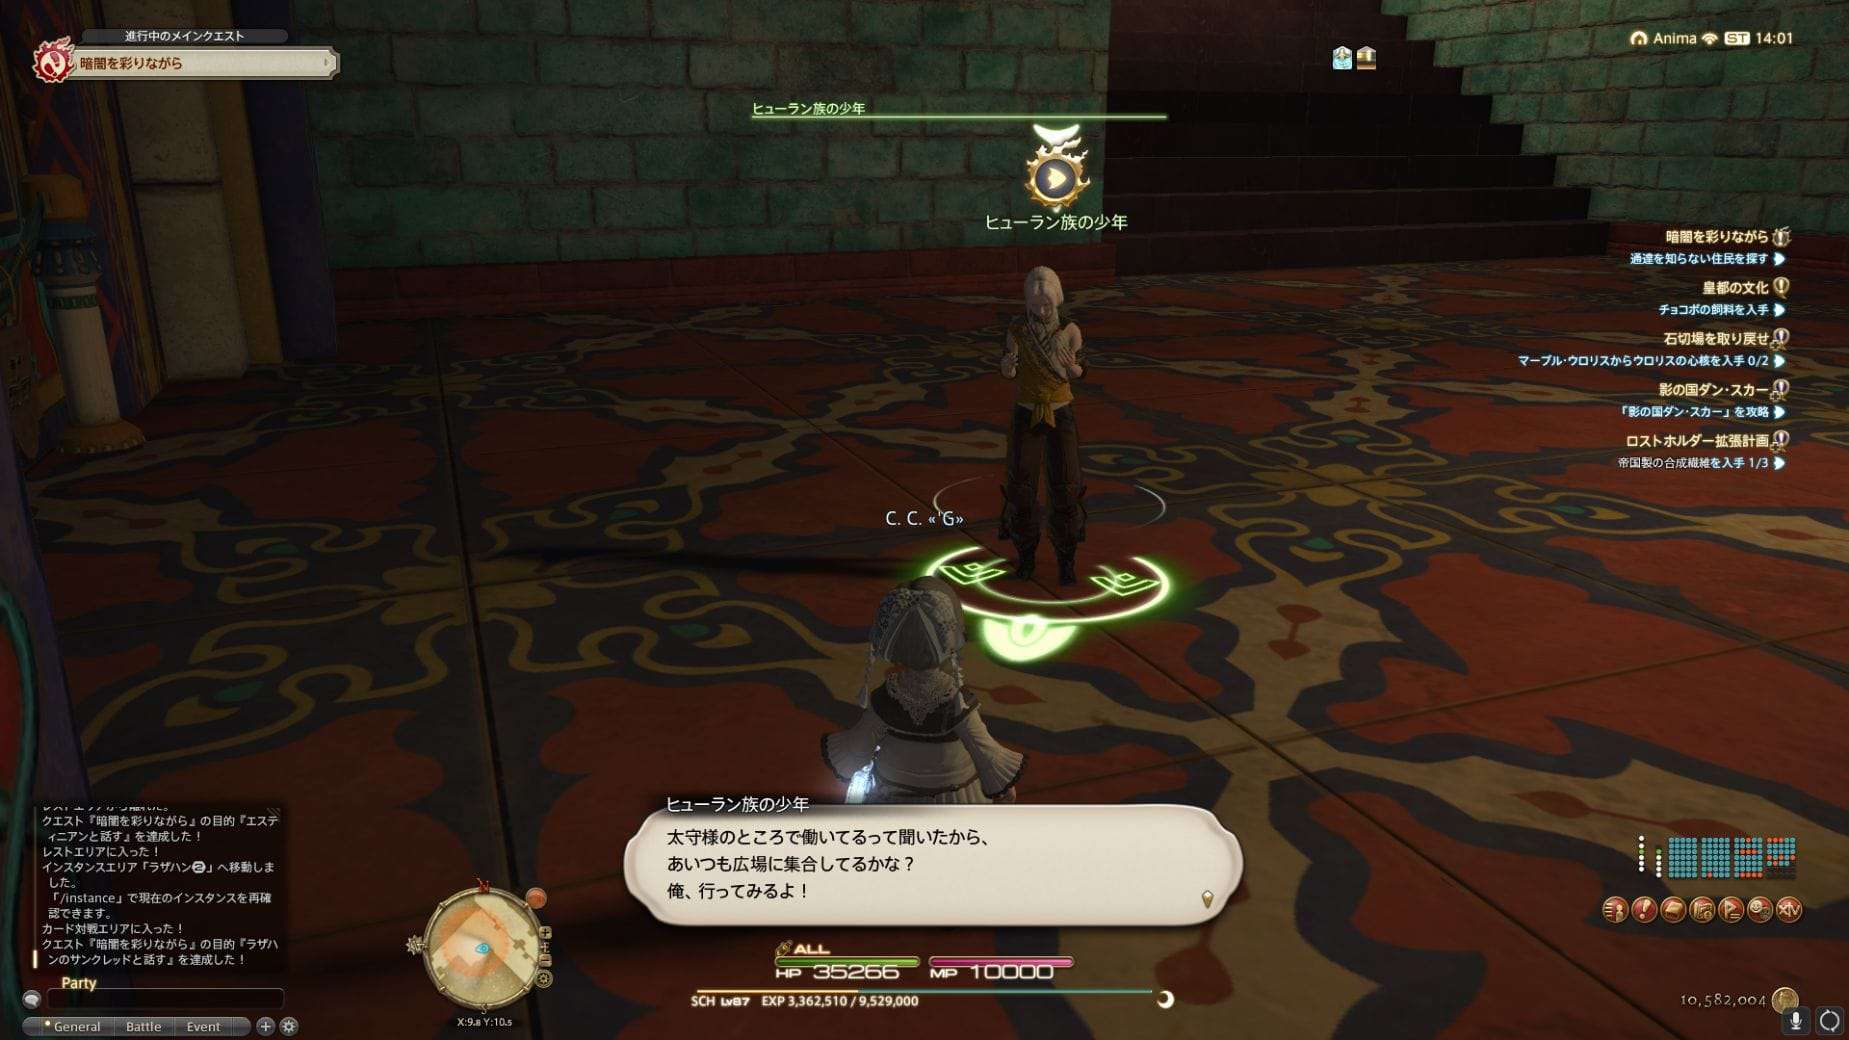 進行中のメインクエスト
暗闇を彩りながら
Anima ST 14:01
ヒューラン族の少年
ヒューラン族の少年
暗闇を彩りながら
通達を知らない住民を探す
皇都の文化
チョコボの飼料を入手
石切場を取り戻せ
マーブル・ウロリスからウロリスの心核を入手 0/2
影の国ダン・スカー
「影の国ダン・スカー」を攻略
ロストホルダー拡張計画
帝国製の合成繊維を入手 1/3
C. C. «'G»
ヒューラン族の少年
太守様のところで働いてるって聞いたから、
あいつも広場に集合してるかな？
俺、行ってみるよ！
レストエリアから離れた。
クエスト『暗闇を彩りながら』の目的『エステ
ィニアンと話す』を達成した！
レストエリアに入った！
インスタンスエリア「ラザハン2」へ移動しま
した。
「/instance」で現在のインスタンスを再確
認できます。
カード対戦エリアに入った！
クエスト『暗闇を彩りながら』の目的『ラザハ
ンのサンクレッドと話す』を達成した！
Party
General Battle Event
N
X:9.8 Y:10.5
ALL
HP 35266 MP 10000
SCH Lv87 EXP 3,362,510 / 9,529,000
XIV
10,582,004